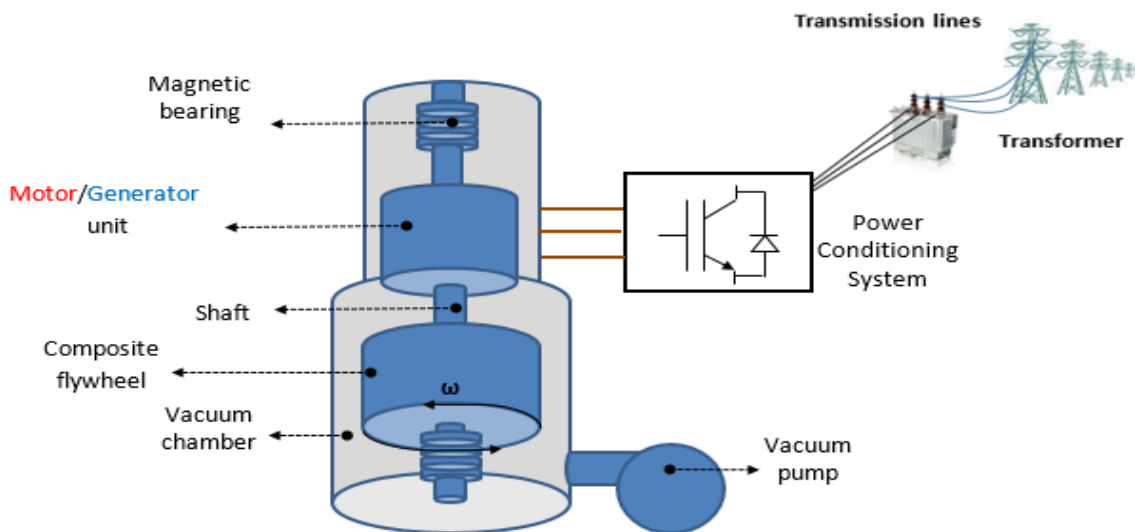 Transmission lines
Magnetic
bearing
Transformer
Motor/Generator
unit
Power
Conditioning
System
Shaft
Composite
flywheel
ω
Vacuum
chamber
Vacuum
pump